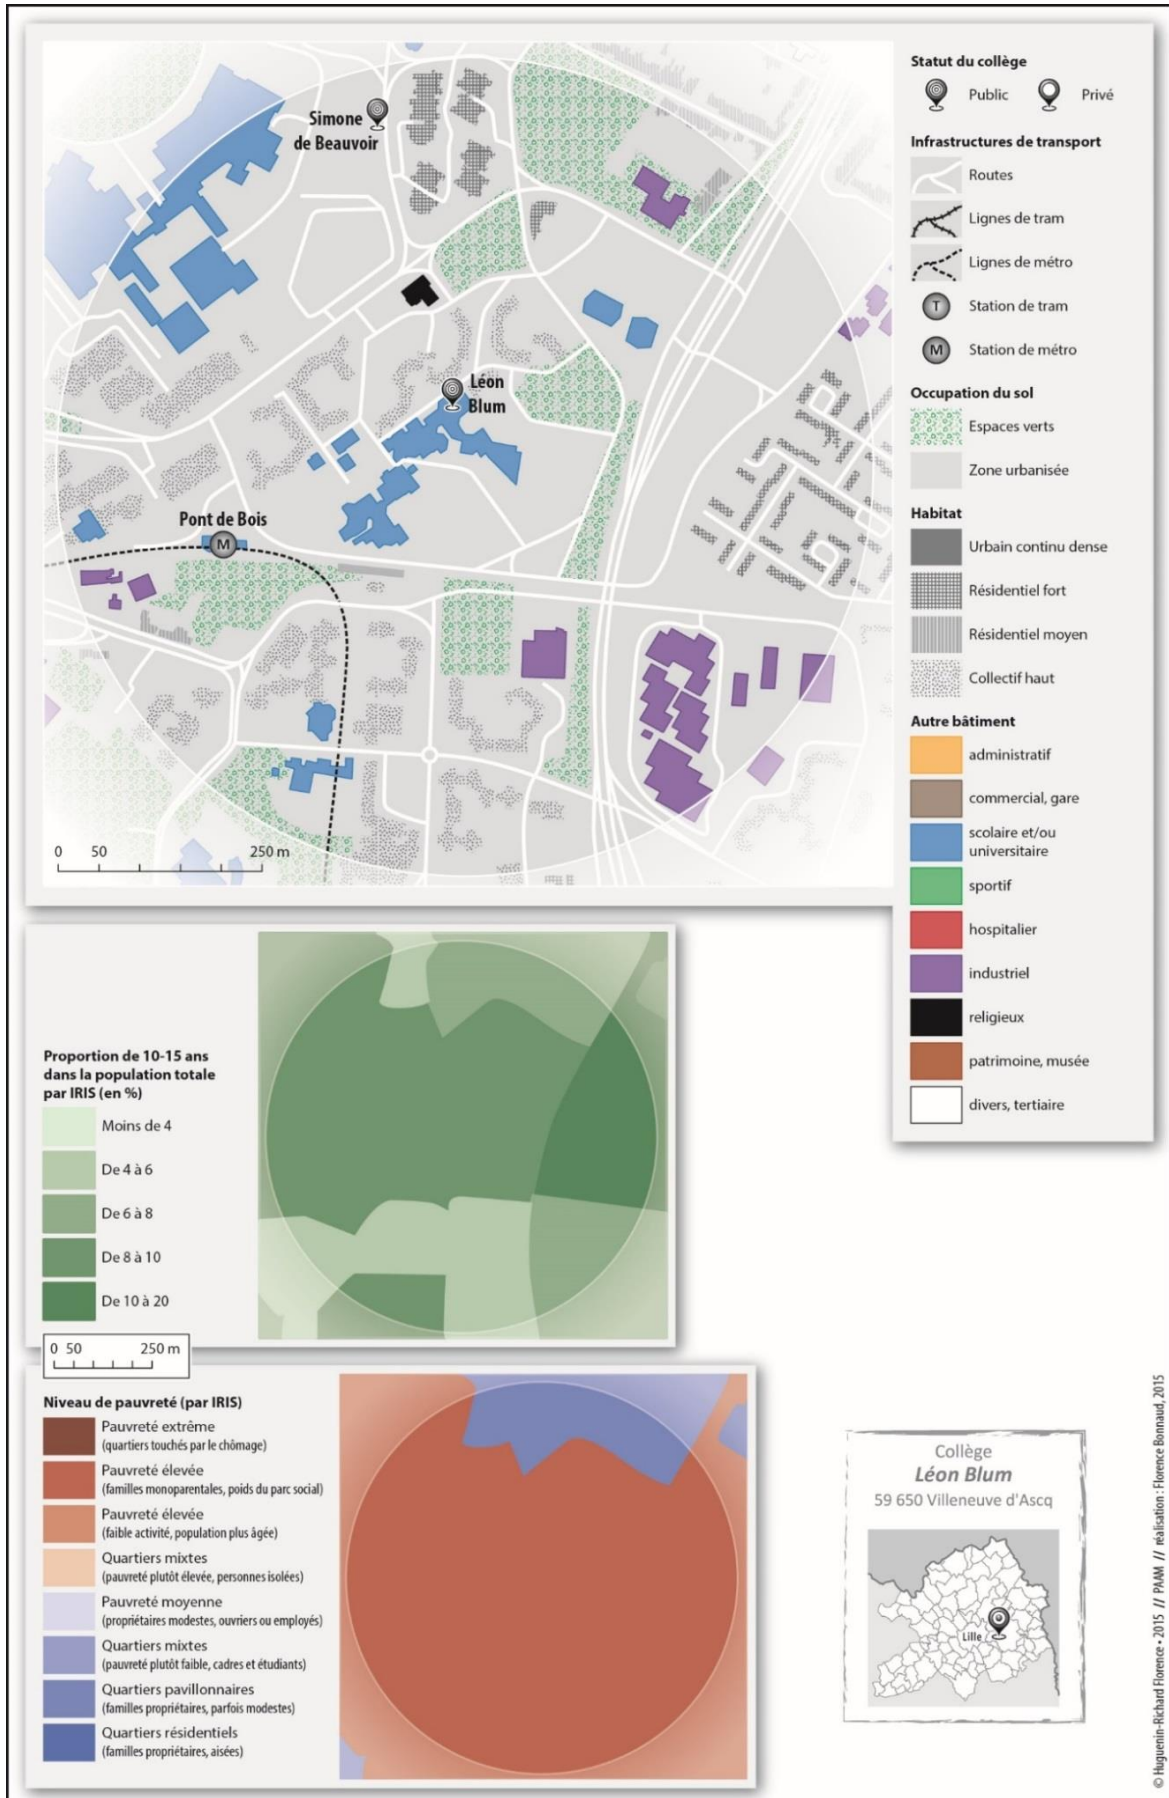 Simone
de Beauvoir
Léon
Blum
Pont de Bois
M
0 50 250 m
Statut du collège
Public
Privé
Infrastructures de transport
Routes
Lignes de tram
Lignes de métro
T
Station de tram
M
Station de métro
Occupation du sol
Espaces verts
Zone urbanisée
Habitat
Urbain continu dense
Résidentiel fort
Résidentiel moyen
Collectif haut
Autre bâtiment
administratif
commercial, gare
scolaire et/ou
universitaire
sportif
hospitalier
industriel
religieux
patrimoine, musée
divers, tertiaire
Proportion de 10-15 ans
dans la population totale
par IRIS (en %)
Moins de 4
De 4 à 6
De 6 à 8
De 8 à 10
De 10 à 20
0 50 250 m
Niveau de pauvreté (par IRIS)
Pauvreté extrême
(quartiers touchés par le chômage)
Pauvreté élevée
(familles monoparentales, poids du parc social)
Pauvreté élevée
(faible activité, population plus âgée)
Quartiers mixtes
(pauvreté plutôt élevée, personnes isolées)
Pauvreté moyenne
(propriétaires modestes, ouvriers ou employés)
Quartiers mixtes
(pauvreté plutôt faible, cadres et étudiants)
Quartiers pavillonnaires
(familles propriétaires, parfois modestes)
Quartiers résidentiels
(familles propriétaires, aisées)
Collège
Léon Blum
59 650 Villeneuve d'Ascq
Lille
© Huguenin-Richard Florence • 2015 // PAAM // réalisation : Florence Bonnaud, 2015